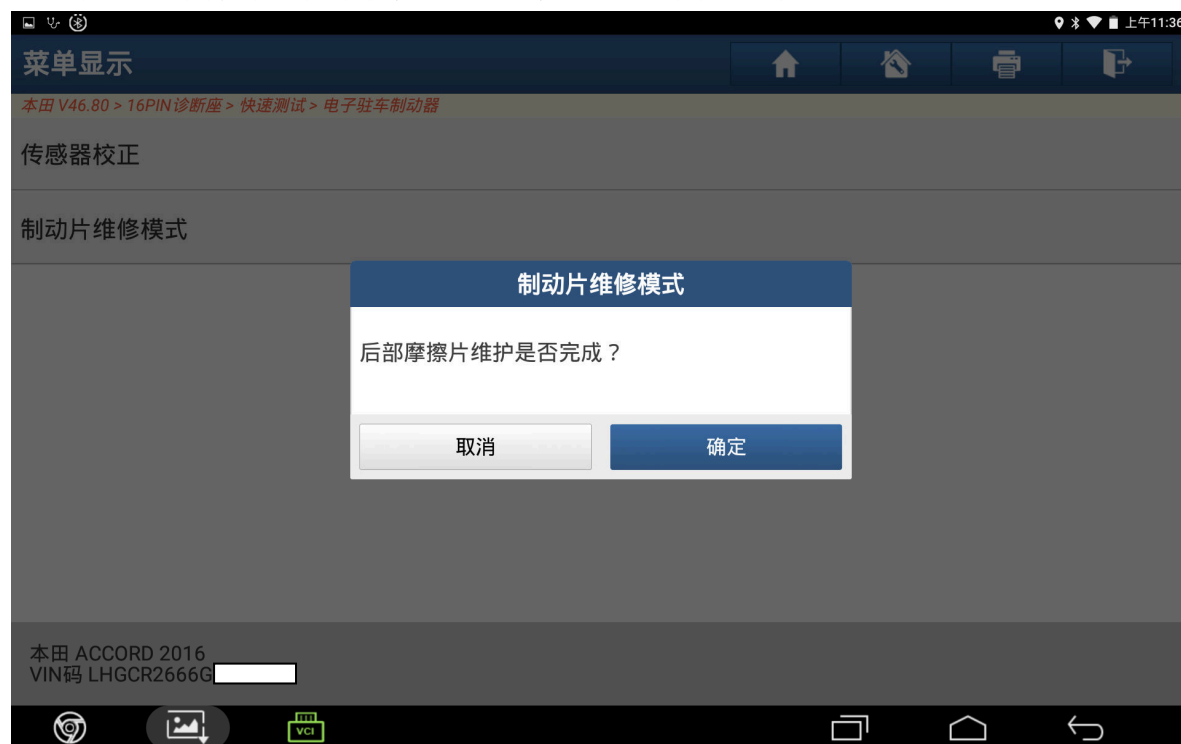 上午11:36
菜单显示
本田 V46.80 > 16PIN诊断座 > 快速测试 > 电子驻车制动器
传感器校正
制动片维修模式
制动片维修模式
后部摩擦片维护是否完成？
取消
确定
本田 ACCORD 2016
VIN码 LHGCR2666G
VCI